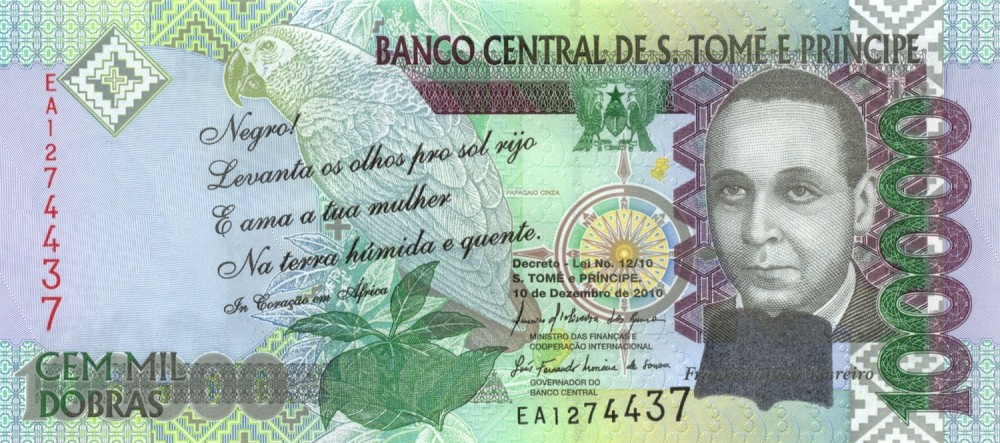 BANCO CENTRAL DE S. TOMÉ E PRÍNCIPE
EA1274437
Negro!
Levanta os olhos pro sol rijo
E ama a tua mulher
Na terra húmida e quente.
In Coração em África
PAPAGAIO CINZA
Decreto - Lei No. 12/10
S. TOMÉ e PRÍNCIPE.
10 de Dezembro de 2010
MINISTRO DAS FINANÇAS E
COOPERAÇÃO INTERNACIONAL
GOVERNADOR DO
BANCO CENTRAL
EA1274437
CEM MIL
DOBRAS
100000
100000